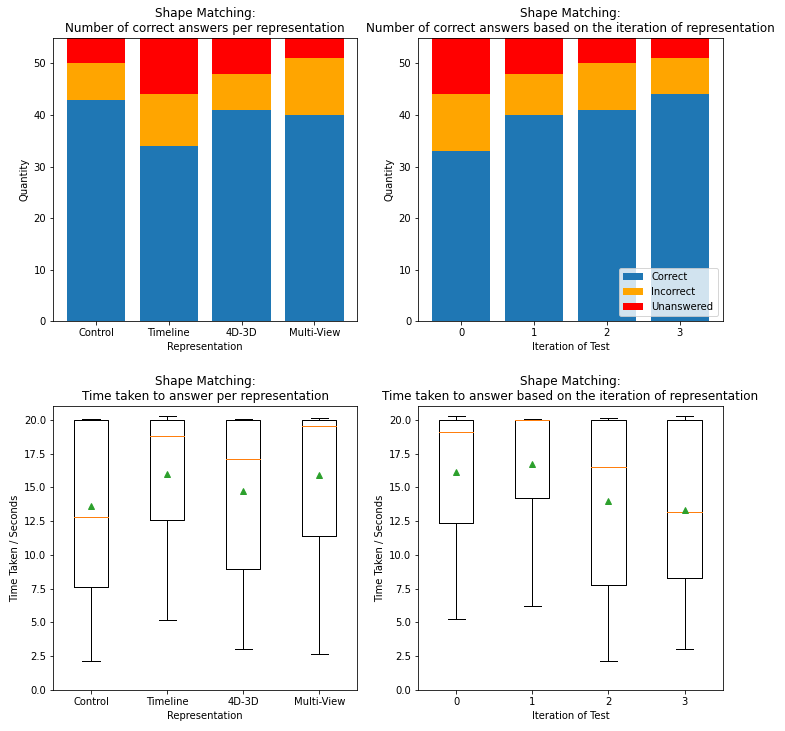 Shape Matching:
Number of correct answers per representation
50
40
30
20
10
0
Quantity
Control Timeline 4D-3D Multi-View
Representation
Shape Matching:
Number of correct answers based on the iteration of representation
50
40
30
20
10
0
Quantity
Correct
Incorrect
Unanswered
0 1 2 3
Iteration of Test
Shape Matching:
Time taken to answer per representation
20.0
17.5
15.0
12.5
10.0
7.5
5.0
2.5
0.0
Time Taken / Seconds
Control Timeline 4D-3D Multi-View
Representation
Shape Matching:
Time taken to answer based on the iteration of representation
20.0
17.5
15.0
12.5
10.0
7.5
5.0
2.5
0.0
Time Taken / Seconds
0 1 2 3
Iteration of Test